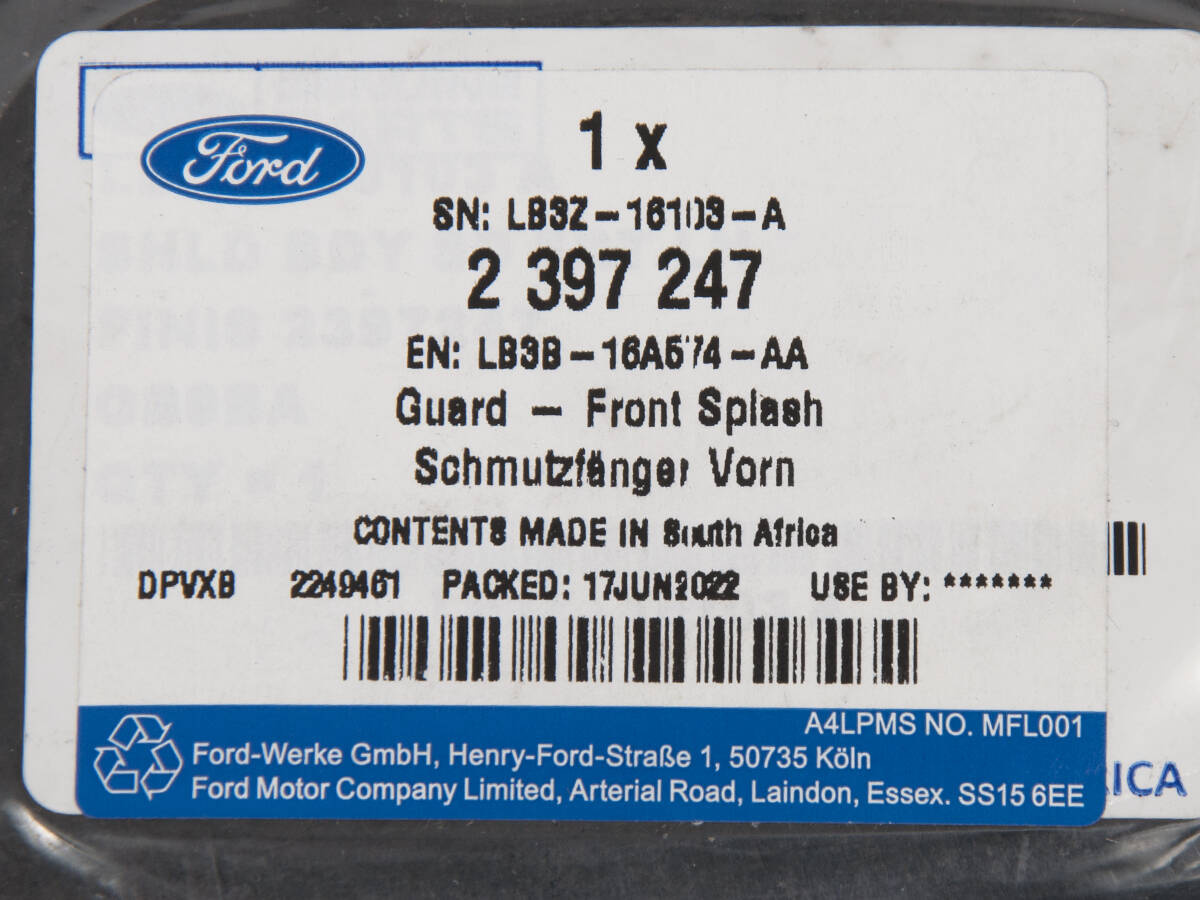 Ford
1 x
SN: LB3Z-16103-A
2 397 247
EN: LB3B-16A574-AA
Guard - Front Splash
Schmutzfänger Vorn
CONTENTS MADE IN South Africa
DPVXB 2249461 PACKED: 17JUN2022 USE BY: *******
A4LPMS NO. MFL001
Ford-Werke GmbH, Henry-Ford-Straße 1, 50735 Köln
Ford Motor Company Limited, Arterial Road, Laindon, Essex. SS15 6EE
RICA